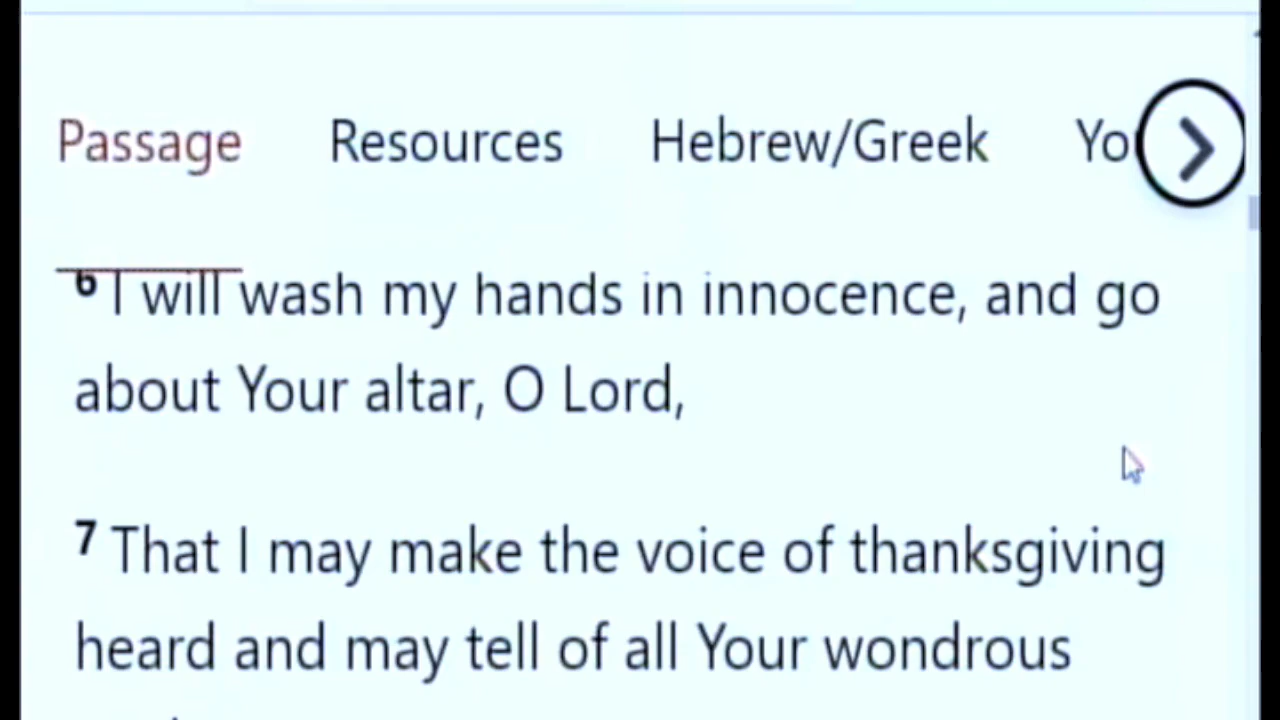 Passage Resources Hebrew/Greek
6 I will wash my hands in innocence, and go
about Your altar, O Lord,
7 That I may make the voice of thanksgiving
heard and may tell of all Your wondrous